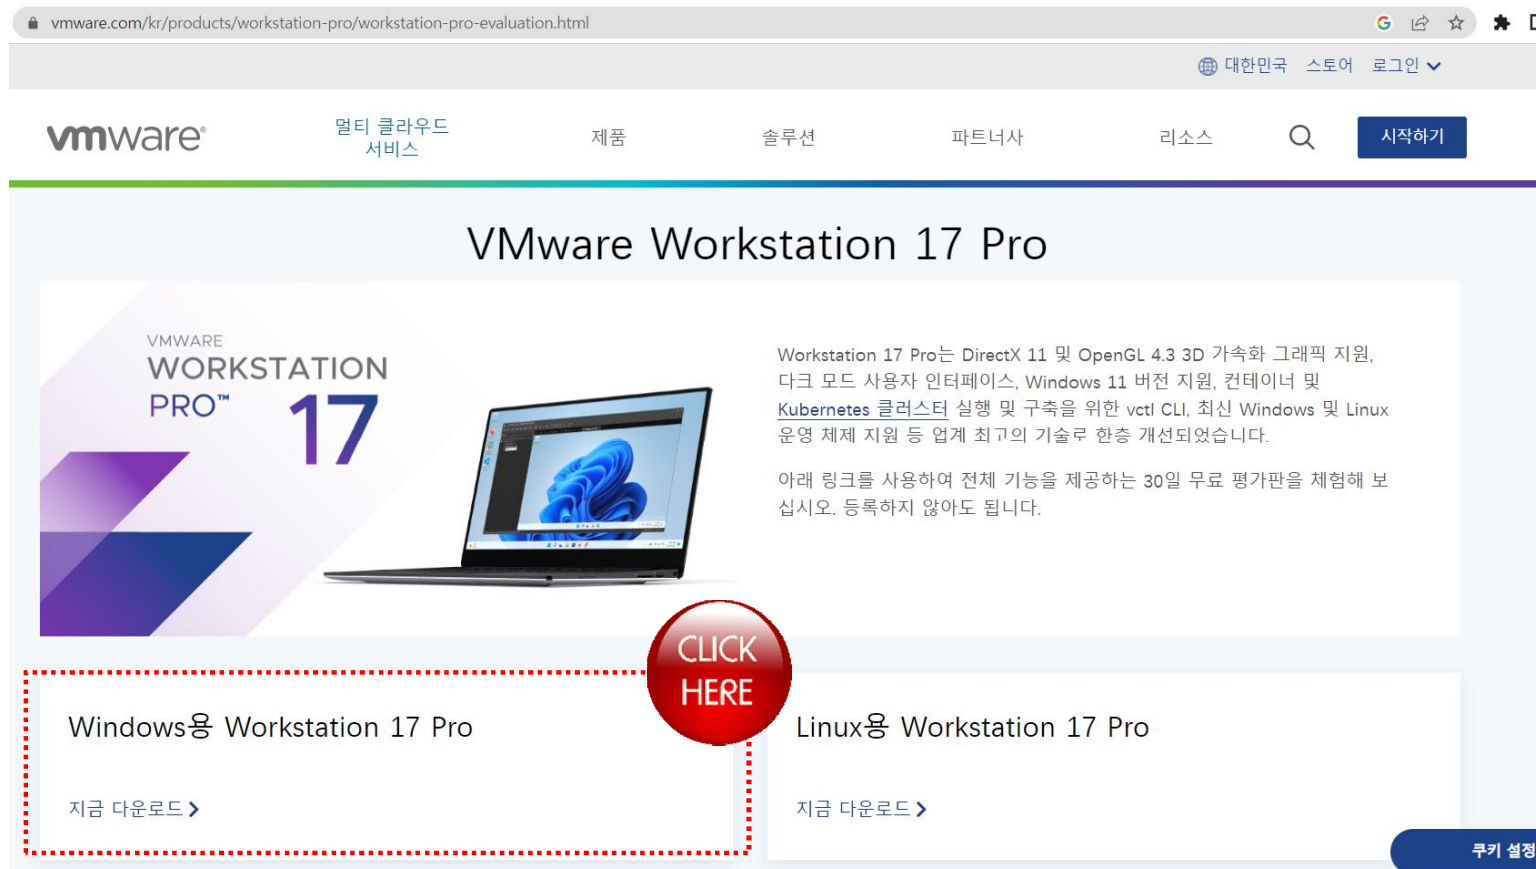 vmware.com/kr/products/workstation-pro/workstation-pro-evaluation.html
대한민국 스토어 로그인
vmware®
멀티 클라우드
서비스
제품
솔루션
파트너사
리소스
시작하기
VMware Workstation 17 Pro
VMWARE
WORKSTATION
PRO™ 17
Workstation 17 Pro는 DirectX 11 및 OpenGL 4.3 3D 가속화 그래픽 지원,
다크 모드 사용자 인터페이스, Windows 11 버전 지원, 컨테이너 및
Kubernetes 클러스터 실행 및 구축을 위한 vctl CLI, 최신 Windows 및 Linux
운영 체제 지원 등 업계 최고의 기술로 한층 개선되었습니다.
아래 링크를 사용하여 전체 기능을 제공하는 30일 무료 평가판을 체험해 보
십시오. 등록하지 않아도 됩니다.
CLICK
HERE
Windows용 Workstation 17 Pro
지금 다운로드
Linux용 Workstation 17 Pro
지금 다운로드
쿠키 설정